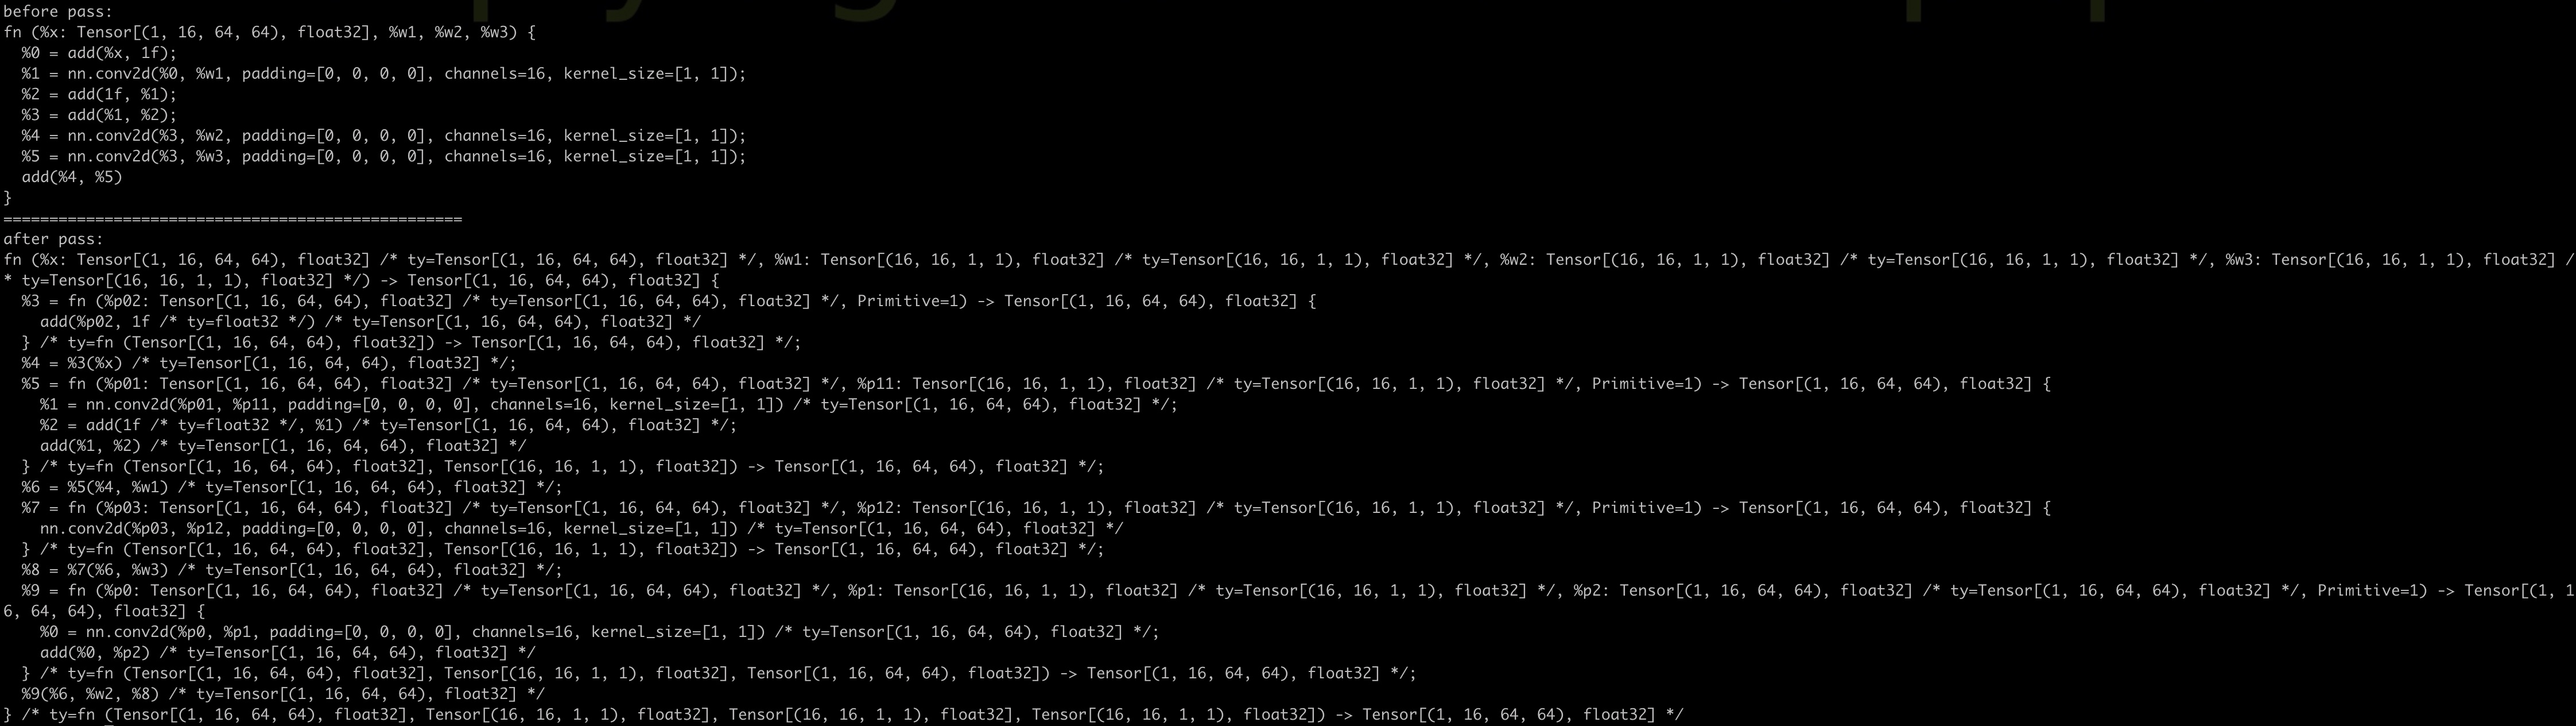 before pass:
fn (%x: Tensor[(1, 16, 64, 64), float32], %w1, %w2, %w3) {
  %0 = add(%x, 1f);
  %1 = nn.conv2d(%0, %w1, padding=[0, 0, 0, 0], channels=16, kernel_size=[1, 1]);
  %2 = add(1f, %1);
  %3 = add(%1, %2);
  %4 = nn.conv2d(%3, %w2, padding=[0, 0, 0, 0], channels=16, kernel_size=[1, 1]);
  %5 = nn.conv2d(%3, %w3, padding=[0, 0, 0, 0], channels=16, kernel_size=[1, 1]);
  add(%4, %5)
}
==================================================
after pass:
fn (%x: Tensor[(1, 16, 64, 64), float32] /* ty=Tensor[(1, 16, 64, 64), float32] */, %w1: Tensor[(16, 16, 1, 1), float32] /* ty=Tensor[(16, 16, 1, 1), float32] */, %w2: Tensor[(16, 16, 1, 1), float32] /* ty=Tensor[(16, 16, 1, 1), float32] */, %w3: Tensor[(16, 16, 1, 1), float32] /
* ty=Tensor[(16, 16, 1, 1), float32] */) -> Tensor[(1, 16, 64, 64), float32] {
  %3 = fn (%p02: Tensor[(1, 16, 64, 64), float32] /* ty=Tensor[(1, 16, 64, 64), float32] */, Primitive=1) -> Tensor[(1, 16, 64, 64), float32] {
    add(%p02, 1f /* ty=float32 */) /* ty=Tensor[(1, 16, 64, 64), float32] */
  } /* ty=fn (Tensor[(1, 16, 64, 64), float32]) -> Tensor[(1, 16, 64, 64), float32] */;
  %4 = %3(%x) /* ty=Tensor[(1, 16, 64, 64), float32] */;
  %5 = fn (%p01: Tensor[(1, 16, 64, 64), float32] /* ty=Tensor[(1, 16, 64, 64), float32] */, %p11: Tensor[(16, 16, 1, 1), float32] /* ty=Tensor[(16, 16, 1, 1), float32] */, Primitive=1) -> Tensor[(1, 16, 64, 64), float32] {
    %1 = nn.conv2d(%p01, %p11, padding=[0, 0, 0, 0], channels=16, kernel_size=[1, 1]) /* ty=Tensor[(1, 16, 64, 64), float32] */;
    %2 = add(1f /* ty=float32 */, %1) /* ty=Tensor[(1, 16, 64, 64), float32] */;
    add(%1, %2) /* ty=Tensor[(1, 16, 64, 64), float32] */
  } /* ty=fn (Tensor[(1, 16, 64, 64), float32], Tensor[(16, 16, 1, 1), float32]) -> Tensor[(1, 16, 64, 64), float32] */;
  %6 = %5(%4, %w1) /* ty=Tensor[(1, 16, 64, 64), float32] */;
  %7 = fn (%p03: Tensor[(1, 16, 64, 64), float32] /* ty=Tensor[(1, 16, 64, 64), float32] */, %p12: Tensor[(16, 16, 1, 1), float32] /* ty=Tensor[(16, 16, 1, 1), float32] */, Primitive=1) -> Tensor[(1, 16, 64, 64), float32] {
    nn.conv2d(%p03, %p12, padding=[0, 0, 0, 0], channels=16, kernel_size=[1, 1]) /* ty=Tensor[(1, 16, 64, 64), float32] */
  } /* ty=fn (Tensor[(1, 16, 64, 64), float32], Tensor[(16, 16, 1, 1), float32]) -> Tensor[(1, 16, 64, 64), float32] */;
  %8 = %7(%6, %w3) /* ty=Tensor[(1, 16, 64, 64), float32] */;
  %9 = fn (%p0: Tensor[(1, 16, 64, 64), float32] /* ty=Tensor[(1, 16, 64, 64), float32] */, %p1: Tensor[(16, 16, 1, 1), float32] /* ty=Tensor[(16, 16, 1, 1), float32] */, %p2: Tensor[(1, 16, 64, 64), float32] /* ty=Tensor[(1, 16, 64, 64), float32] */, Primitive=1) -> Tensor[(1, 1
6, 64, 64), float32] {
    %0 = nn.conv2d(%p0, %p1, padding=[0, 0, 0, 0], channels=16, kernel_size=[1, 1]) /* ty=Tensor[(1, 16, 64, 64), float32] */;
    add(%0, %p2) /* ty=Tensor[(1, 16, 64, 64), float32] */
  } /* ty=fn (Tensor[(1, 16, 64, 64), float32], Tensor[(16, 16, 1, 1), float32], Tensor[(1, 16, 64, 64), float32]) -> Tensor[(1, 16, 64, 64), float32] */;
  %9(%6, %w2, %8) /* ty=Tensor[(1, 16, 64, 64), float32] */
} /* ty=fn (Tensor[(1, 16, 64, 64), float32], Tensor[(16, 16, 1, 1), float32], Tensor[(16, 16, 1, 1), float32], Tensor[(16, 16, 1, 1), float32]) -> Tensor[(1, 16, 64, 64), float32] */